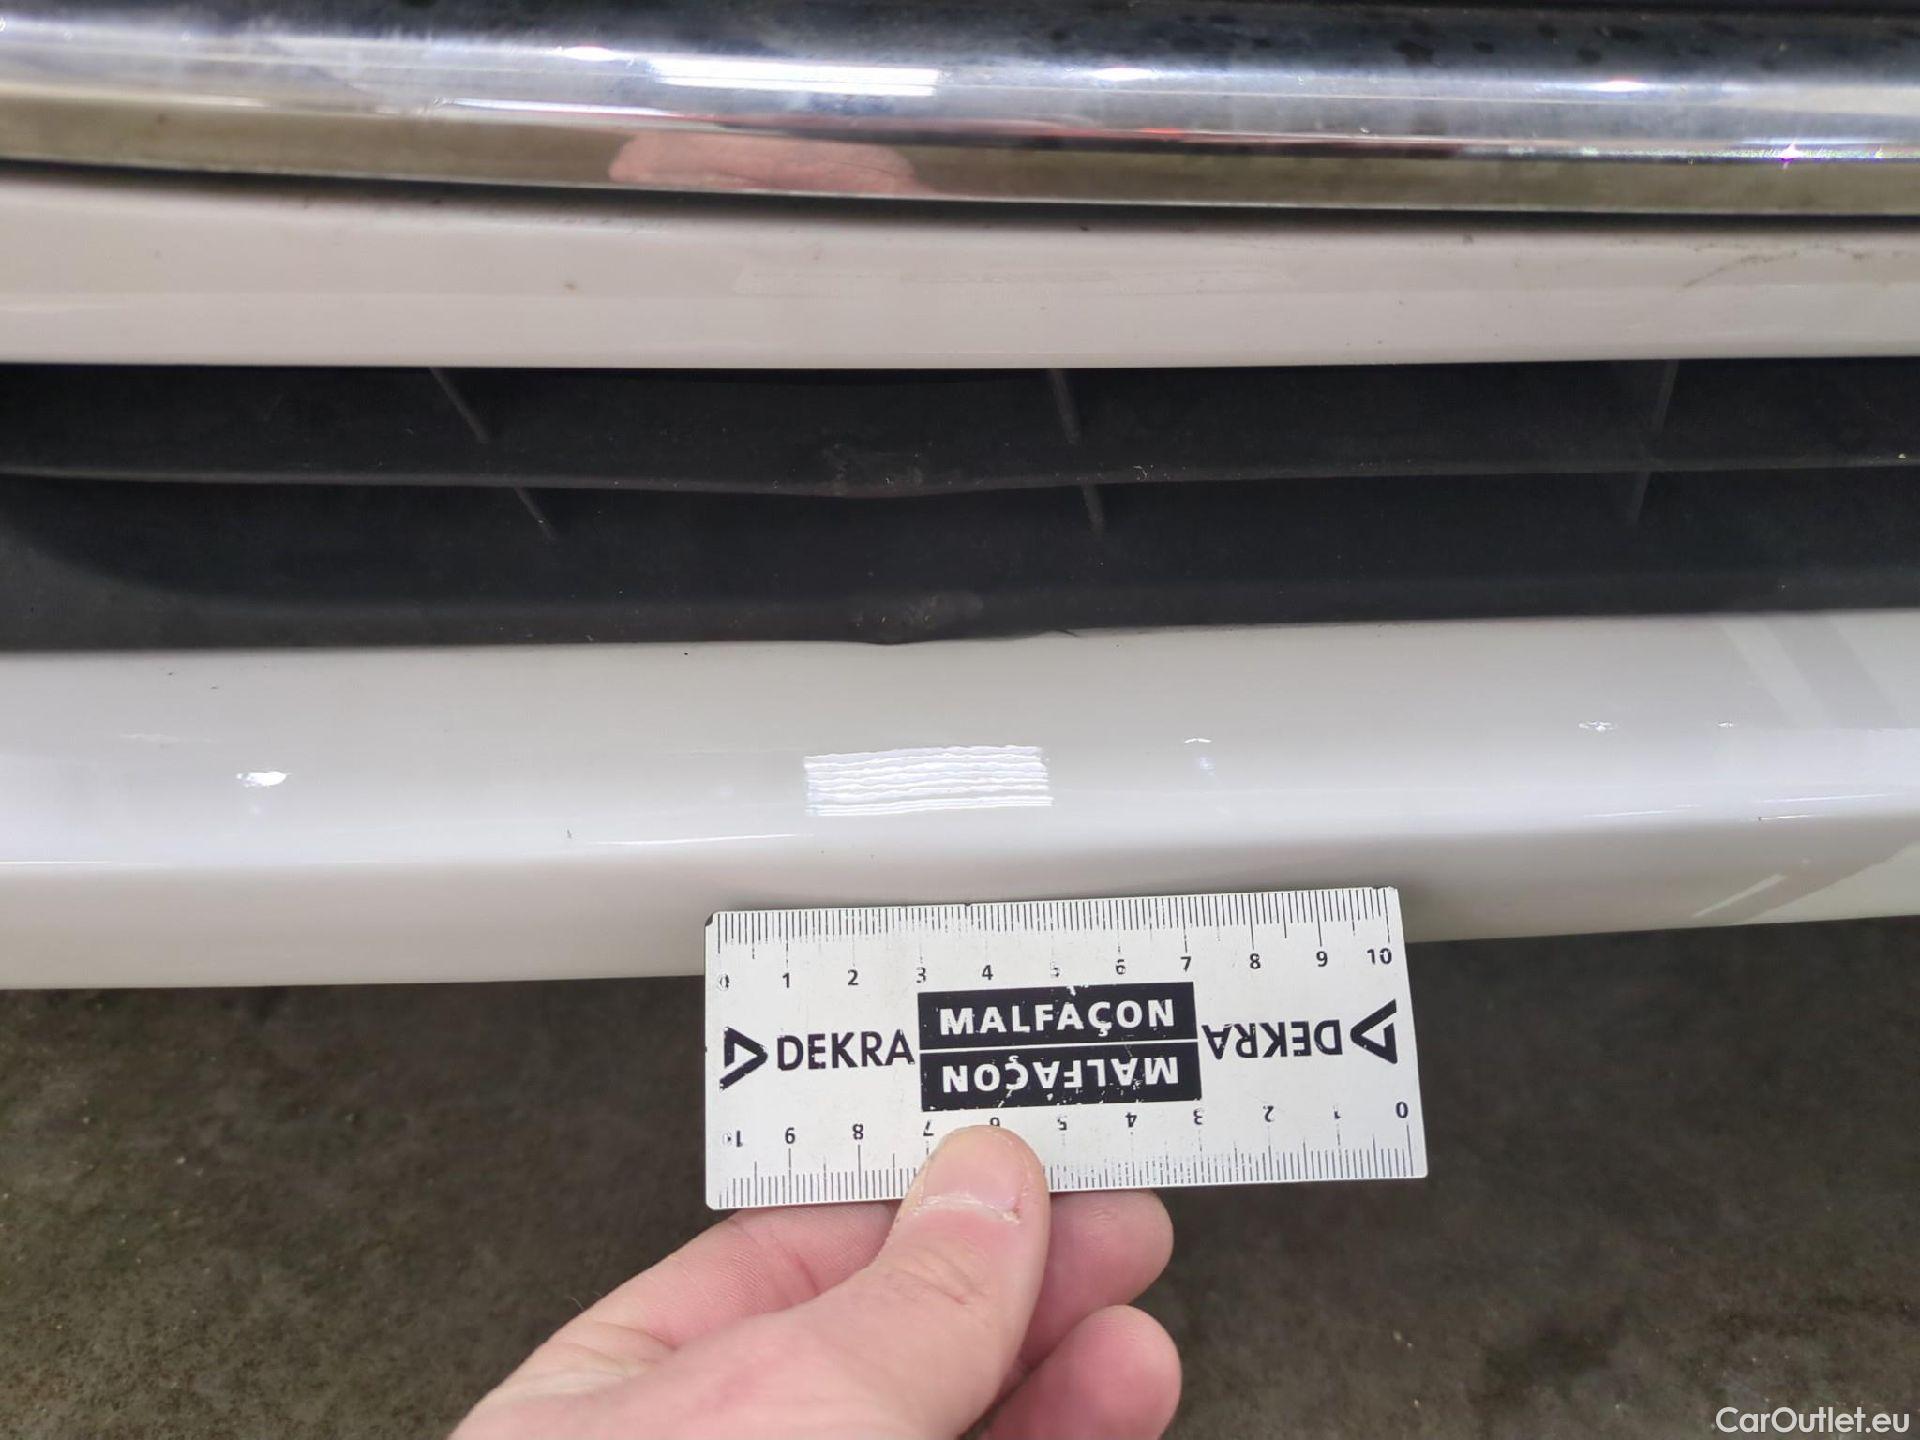 0 1 2 3 4 5 6 7 8 9 10
DEKRA MALFAÇON DEKRA
MALFAÇON
10 9 8 7 6 5 4 3 2 1 0
CarOutlet.eu